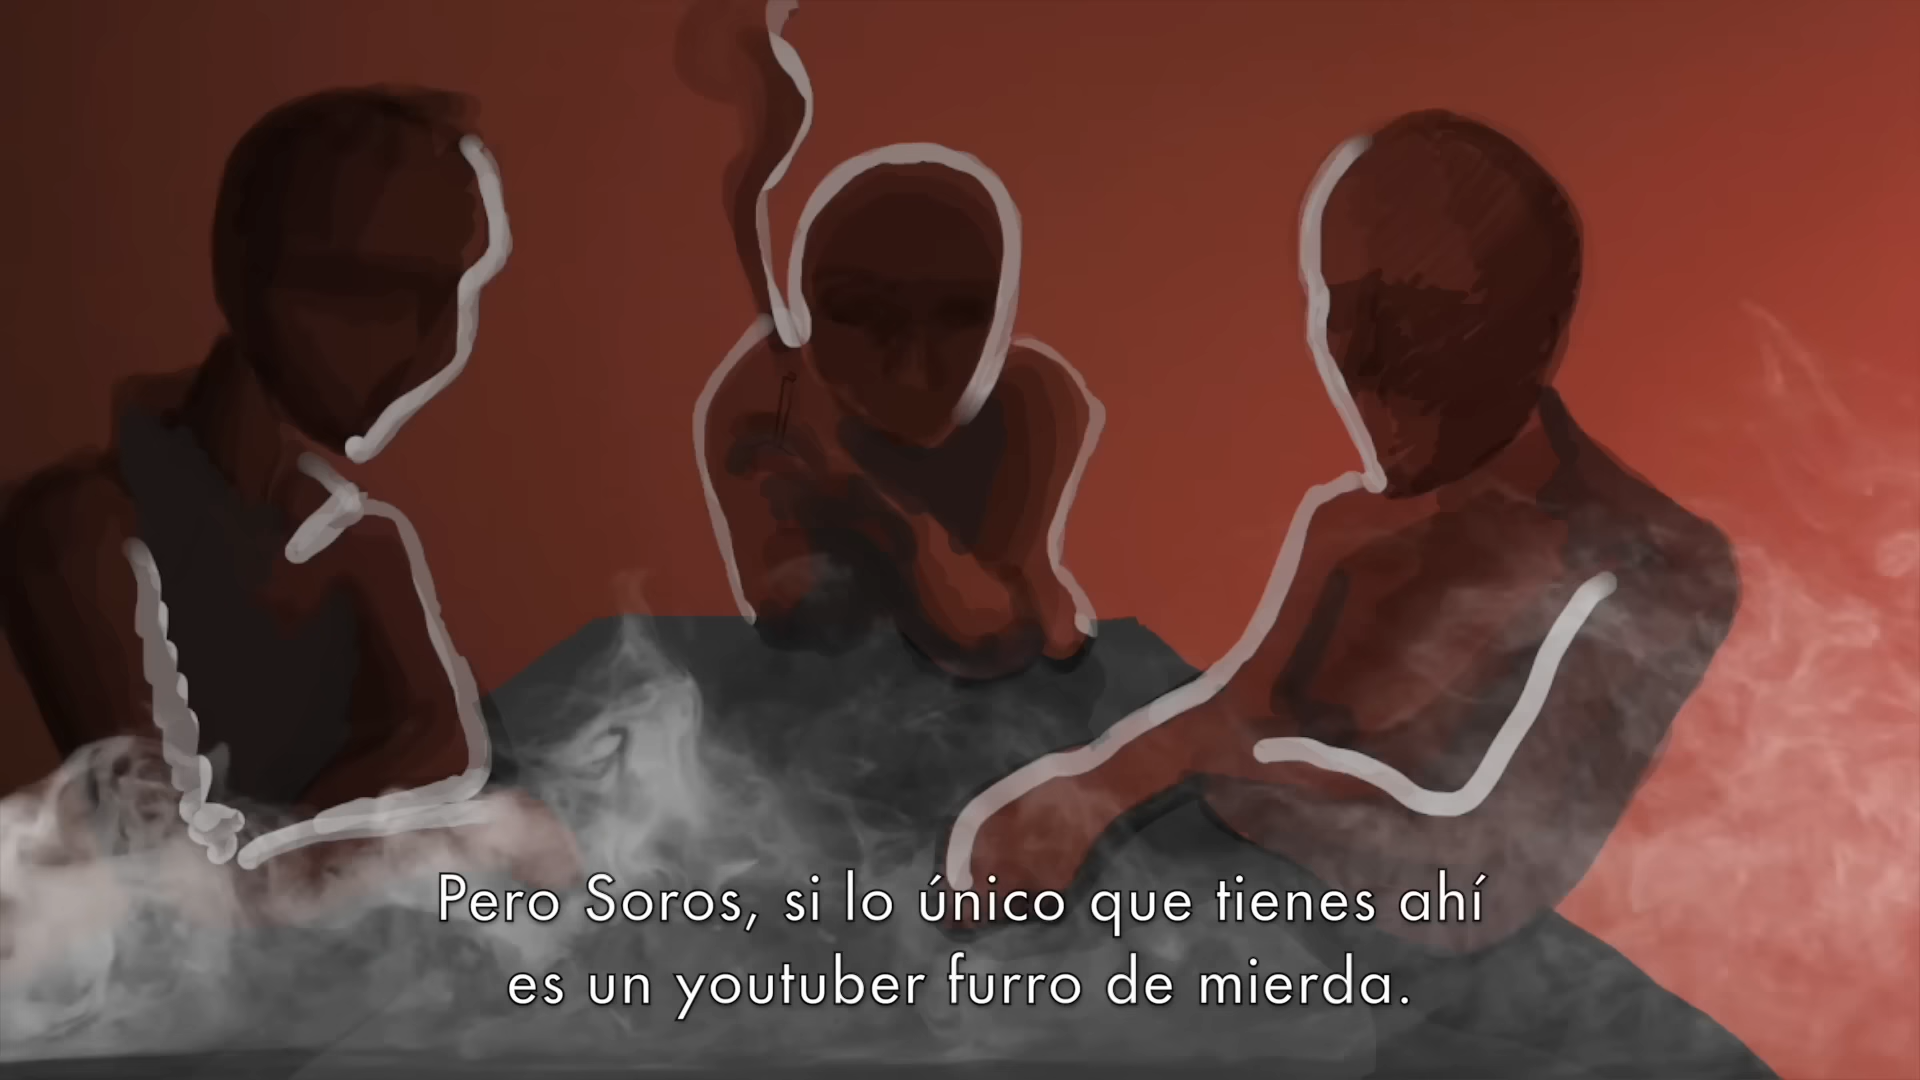 Pero Soros, si lo único que tienes ahí
es un youtuber furro de mierda.